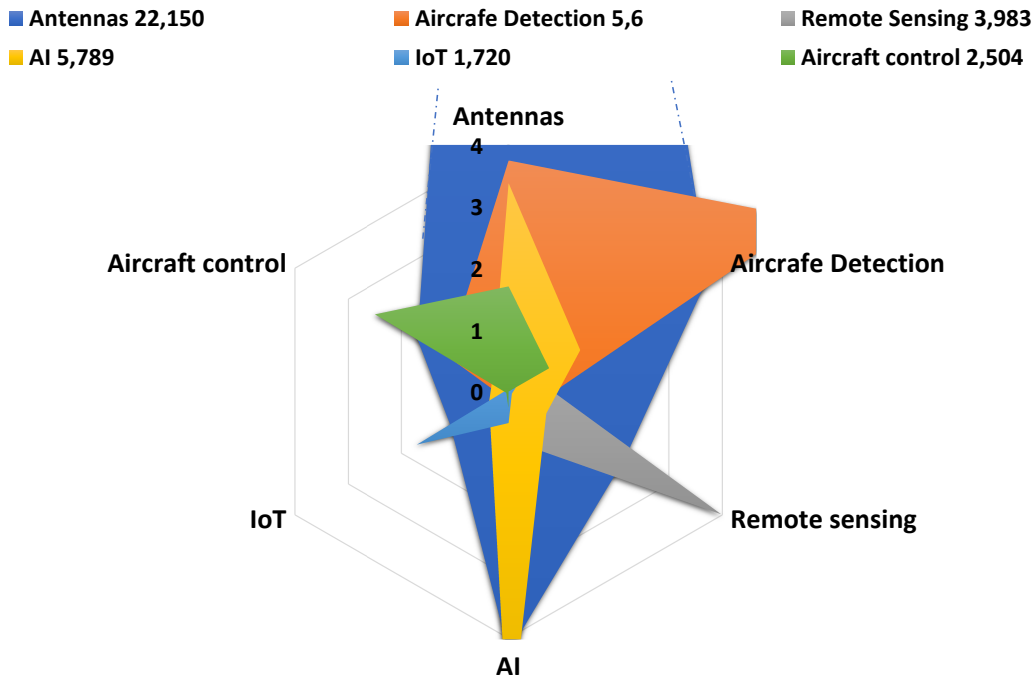 Antennas 22,150
Aircrafe Detection 5,6
Remote Sensing 3,983
AI 5,789
IoT 1,720
Aircraft control 2,504
Antennas
4
3
2
1
0
Aircraft control
Aircrafe Detection
IoT
Remote sensing
AI